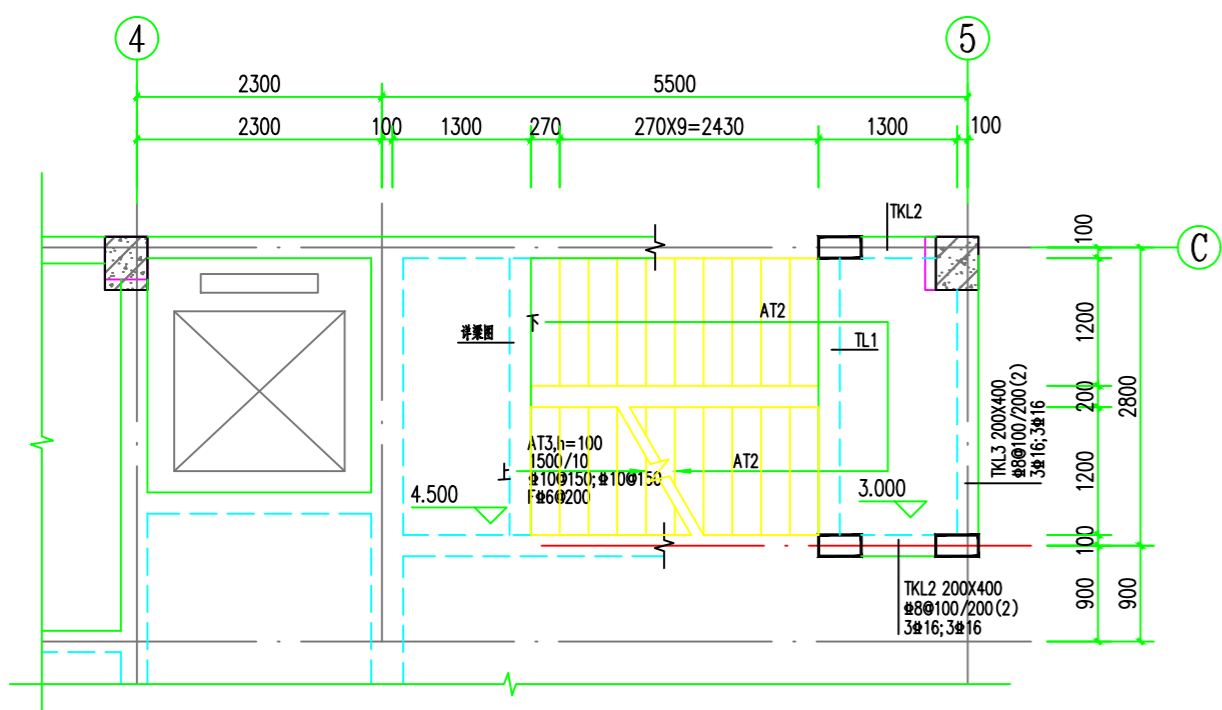 4
5
2300
5500
2300
100
1300
270
270X9=2430
1300
100
TKL2
C
100
1200
200
2800
1200
100
900
900
详梁图
下
AT2
TL1
TKL3 200X400
⌀8@100/200(2)
3⌀16;3⌀16
AT3,h=100
1500/10
⌀10@150;⌀10@150
F⌀6@200
上
AT2
4.500
3.000
TKL2 200X400
⌀8@100/200(2)
3⌀16;3⌀16